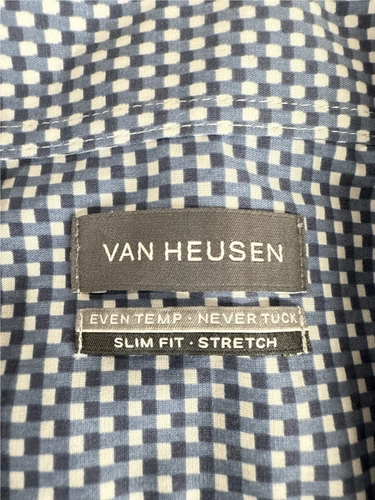 VAN HEUSEN
EVEN TEMP · NEVER TUCK
SLIM FIT · STRETCH